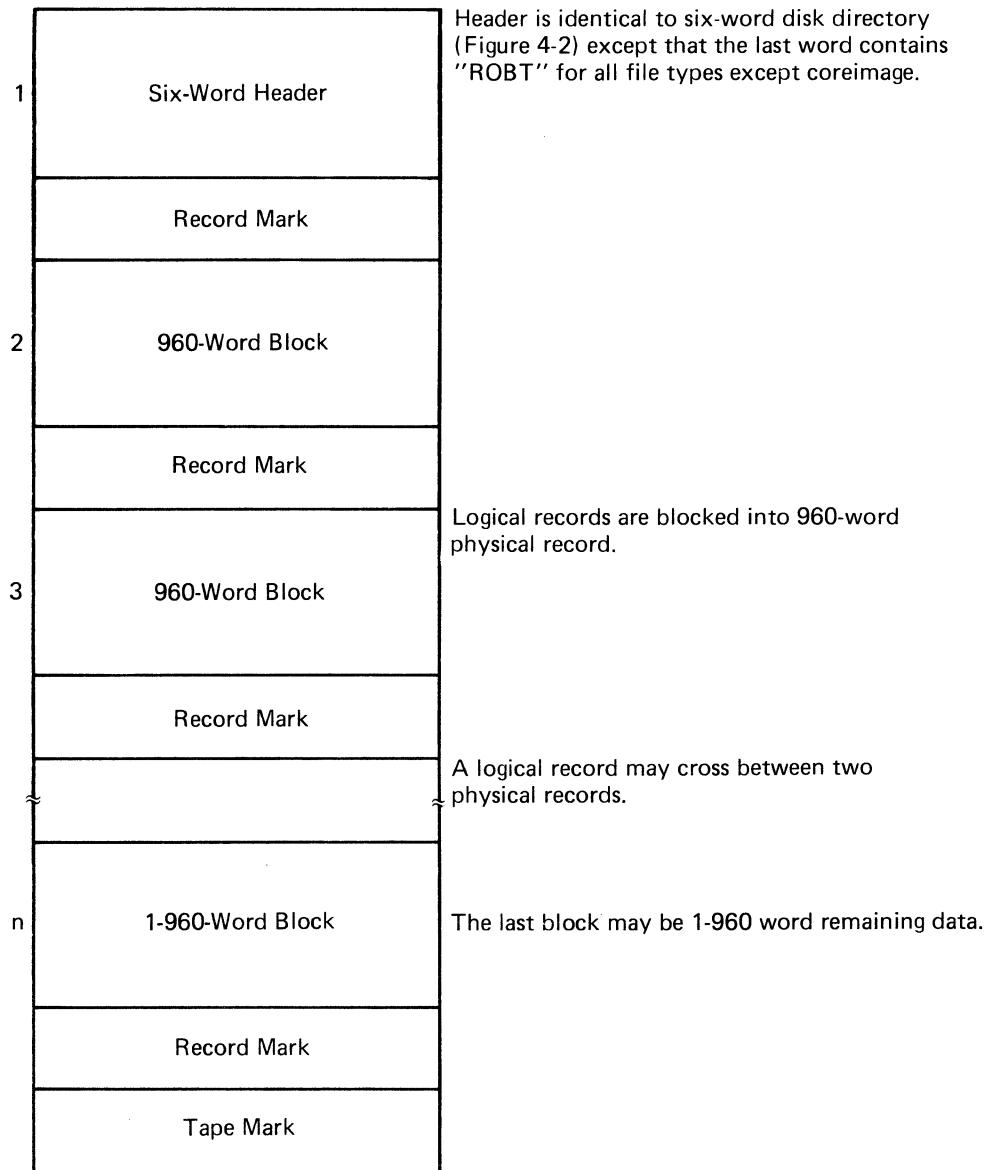 Header is identical to six-word disk directory
(Figure 4-2) except that the last word contains
''ROBT'' for all file types except coreimage.
1
Six-Word Header
Record Mark
2
960-Word Block
Record Mark
Logical records are blocked into 960-word
physical record.
3
960-Word Block
Record Mark
A logical record may cross between two
physical records.
n
1-960-Word Block
The last block may be 1-960 word remaining data.
Record Mark
Tape Mark